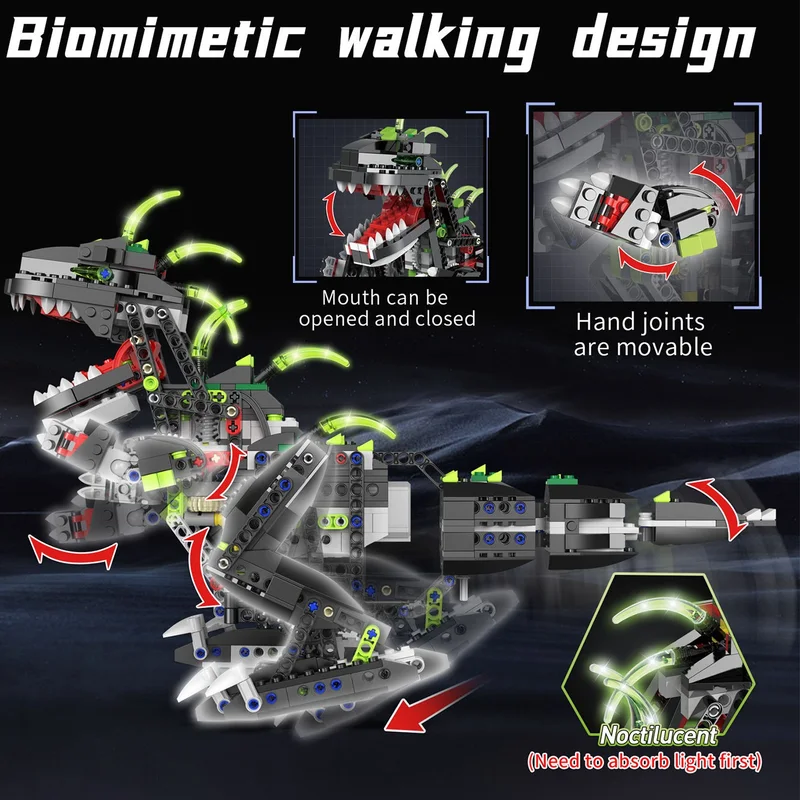 Biomimetic walking design
Mouth can be
opened and closed
Hand joints
are movable
Noctilucent
(Need to absorb light first)